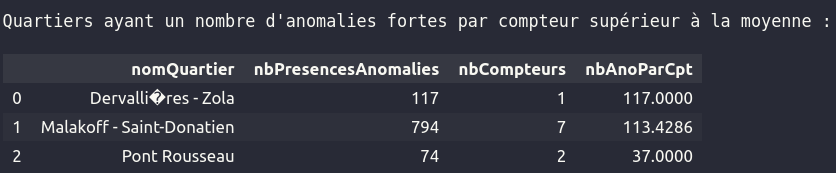 Quartiers ayant un nombre d'anomalies fortes par compteur supérieur à la moyenne :
nomQuartier nbPresencesAnomalies nbCompteurs nbAnoParCpt
0 Dervalli�res - Zola 117 1 117.0000
1 Malakoff - Saint-Donatien 794 7 113.4286
2 Pont Rousseau 74 2 37.0000